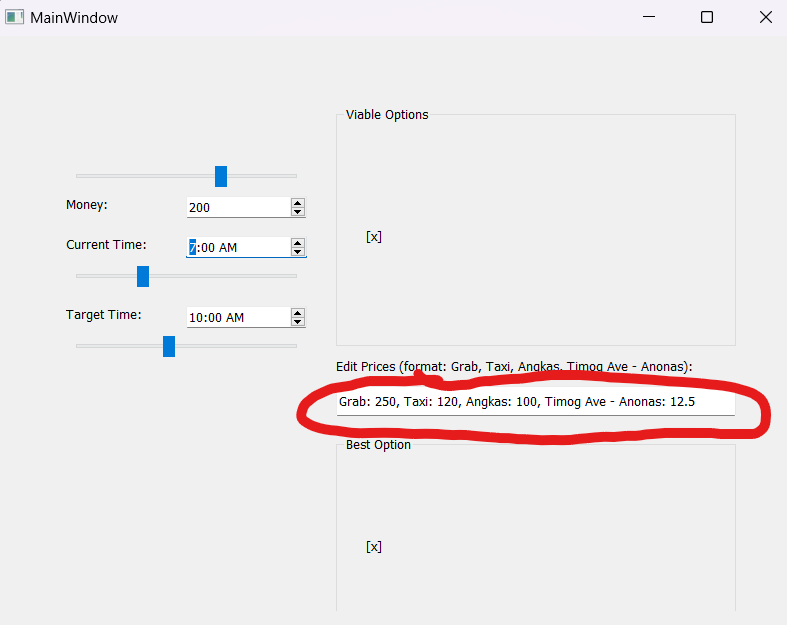 MainWindow
Viable Options
Money:
200
[x]
Current Time:
7:00 AM
Target Time:
10:00 AM
Edit Prices (format: Grab, Taxi, Angkas, Timog Ave - Anonas):
Grab: 250, Taxi: 120, Angkas: 100, Timog Ave - Anonas: 12.5
Best Option
[x]